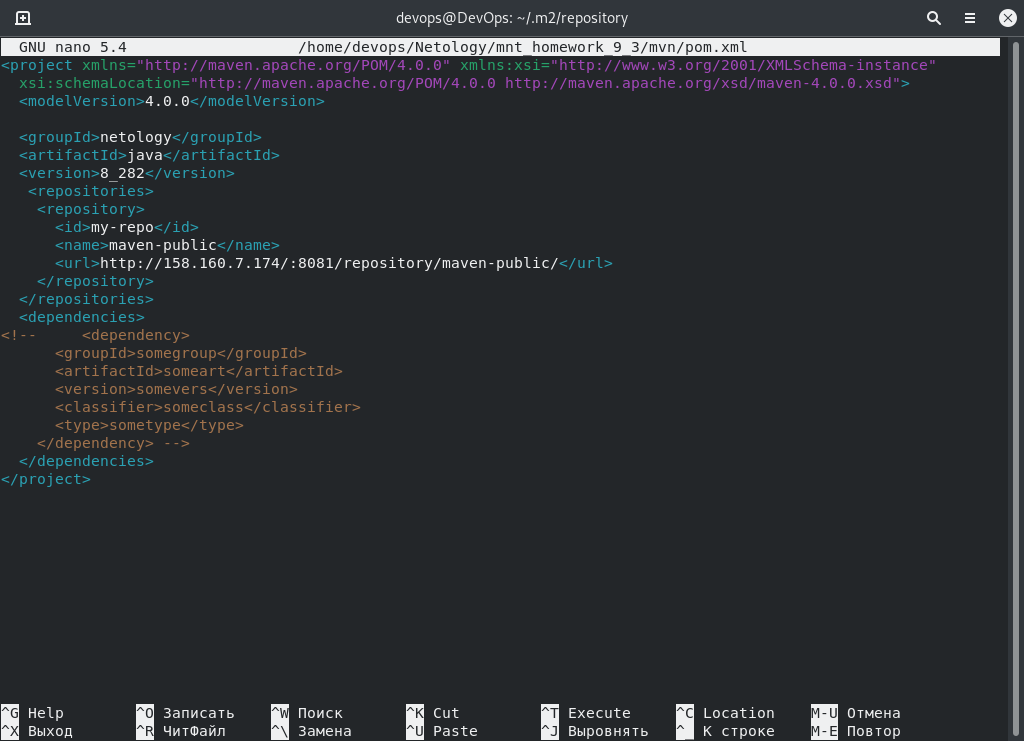 devops@DevOps: ~/.m2/repository
GNU nano 5.4 /home/devops/Netology/mnt_homework_9_3/mvn/pom.xml
<project xmlns="http://maven.apache.org/POM/4.0.0" xmlns:xsi="http://www.w3.org/2001/XMLSchema-instance"
xsi:schemaLocation="http://maven.apache.org/POM/4.0.0 http://maven.apache.org/xsd/maven-4.0.0.xsd">
<modelVersion>4.0.0</modelVersion>
<groupId>netology</groupId>
<artifactId>java</artifactId>
<version>8_282</version>
<repositories>
<repository>
<id>my-repo</id>
<name>maven-public</name>
<url>http://158.160.7.174/:8081/repository/maven-public/</url>
</repository>
</repositories>
<dependencies>
<!-- <dependency>
<groupId>somegroup</groupId>
<artifactId>someart</artifactId>
<version>somevers</version>
<classifier>someclass</classifier>
<type>sometype</type>
</dependency> -->
</dependencies>
</project>
^G Help ^O Записать ^W Поиск ^K Cut ^T Execute ^C Location M-U Отмена
^X Выход ^R ЧитФайл ^\ Замена ^U Paste ^J Выровнять ^_ К строке M-E Повтор